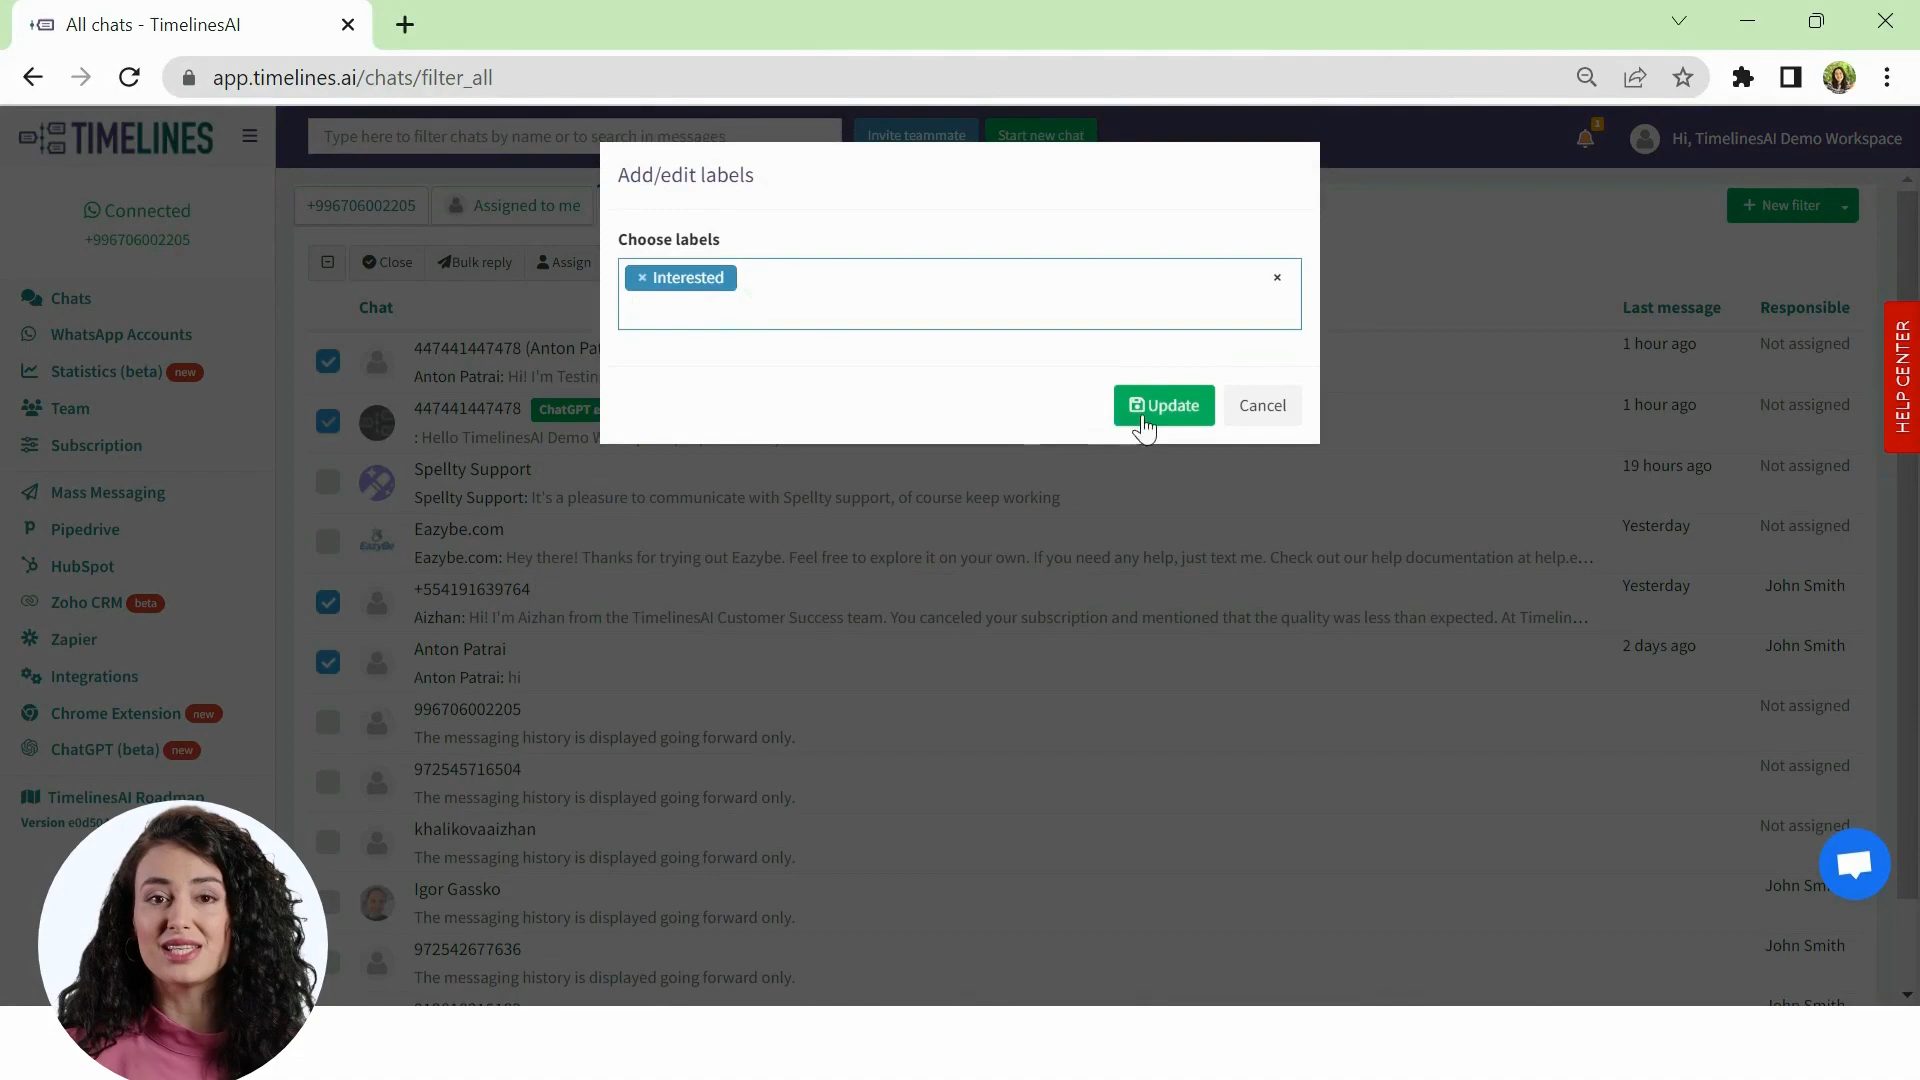 All chats - TimelinesAI
app.timelines.ai/chats/filter_all
TIMELINES
Type here to filter chats by name or to search in messages
Invite teammate
Start new chat
1
Hi, TimelinesAI Demo Workspace
Connected
+996706002205
Chats
WhatsApp Accounts
Statistics (beta) new
Team
Subscription
Mass Messaging
Pipedrive
HubSpot
Zoho CRM beta
Zapier
Integrations
Chrome Extension new
ChatGPT (beta) new
TimelinesAI Roadmap
Version e0d50
+996706002205
Assigned to me
New filter
Close
Bulk reply
Assign
Add/edit labels
Choose labels
× Interested
×
Update
Cancel
Chat
Last message
Responsible
447441447478 (Anton Pat
Anton Patrai: Hi! I'm Testin
1 hour ago
Not assigned
447441447478 ChatGPT
: Hello TimelinesAI Demo W
1 hour ago
Not assigned
Spellty Support
Spellty Support: It's a pleasure to communicate with Spellty support, of course keep working
19 hours ago
Not assigned
Eazybe.com
Eazybe.com: Hey there! Thanks for trying out Eazybe. Feel free to explore it on your own. If you need any help, just text me. Check out our help documentation at help.e...
Yesterday
Not assigned
+554191639764
Aizhan: Hi! I'm Aizhan from the TimelinesAI Customer Success team. You canceled your subscription and mentioned that the quality was less than expected. At Timelin...
Yesterday
John Smith
Anton Patrai
Anton Patrai: hi
2 days ago
John Smith
996706002205
The messaging history is displayed going forward only.
Not assigned
972545716504
The messaging history is displayed going forward only.
Not assigned
khalikovaaizhan
The messaging history is displayed going forward only.
Not assigned
Igor Gassko
The messaging history is displayed going forward only.
John Sm
972542677636
The messaging history is displayed going forward only.
John Smith
John Smith
HELP CENTER